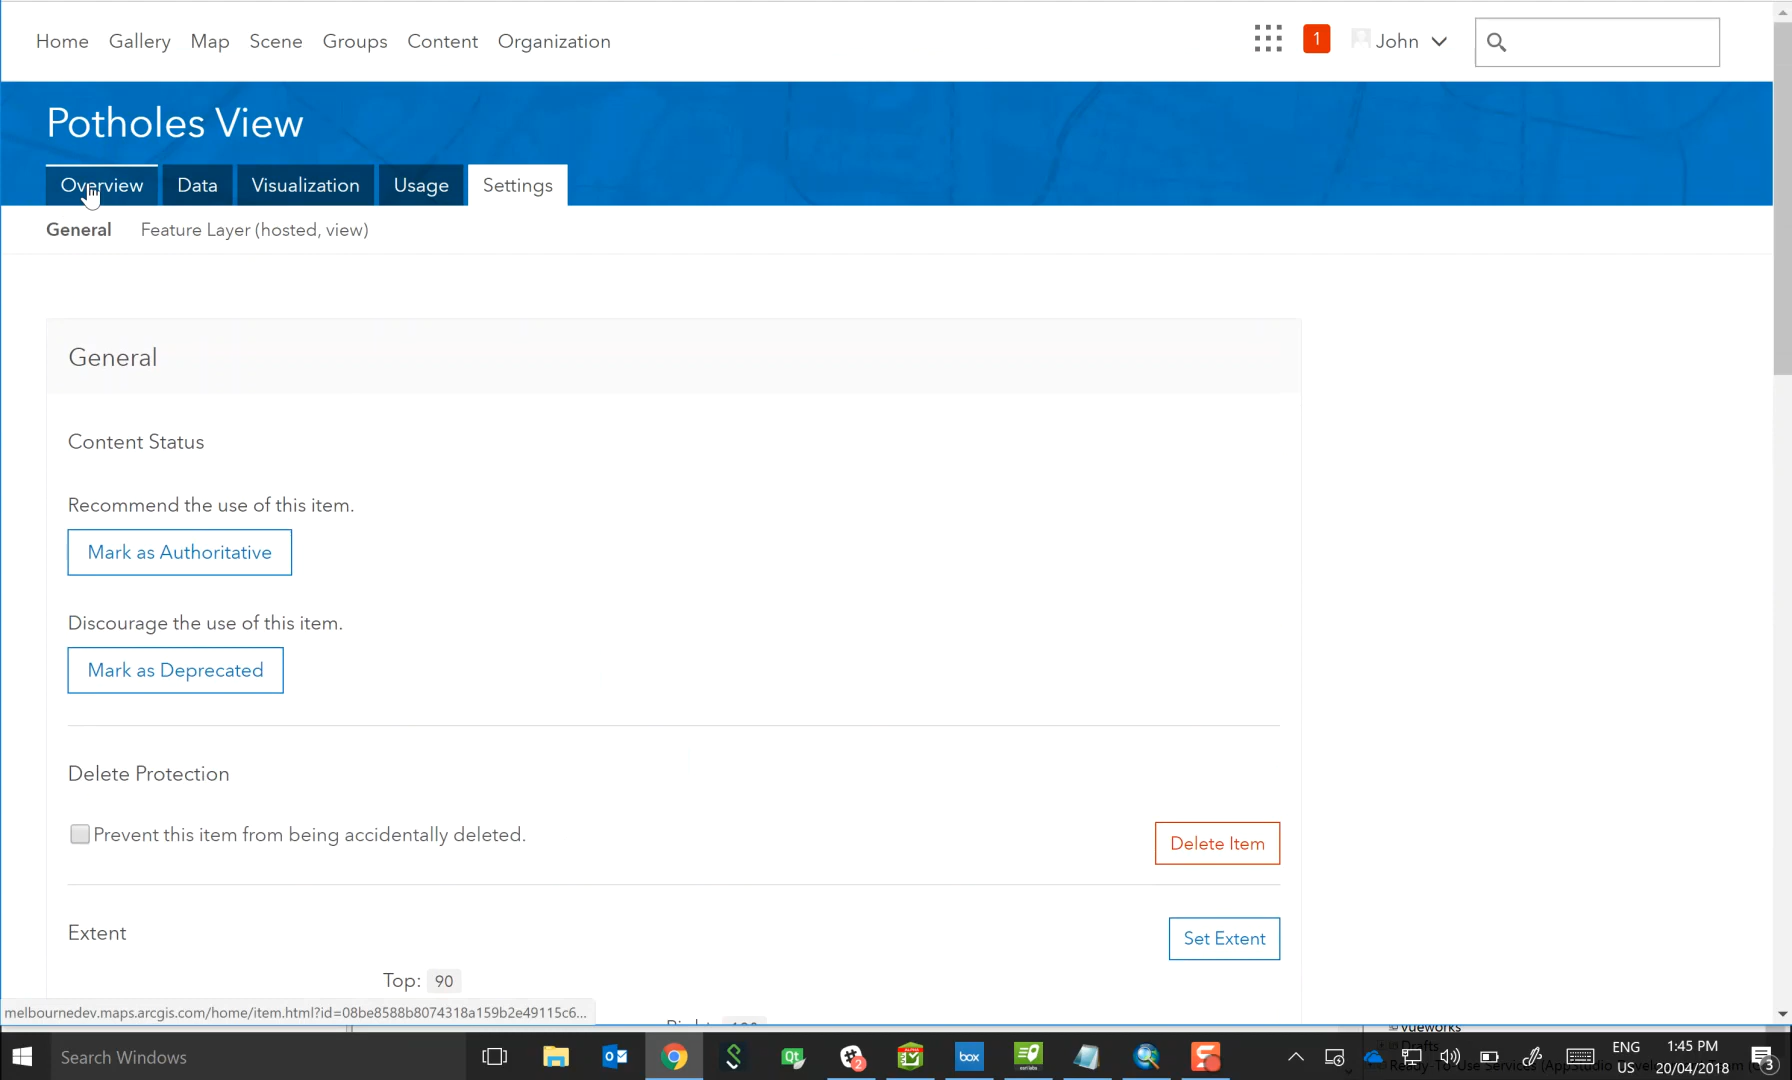 Home Gallery Map Scene Groups Content Organization
1 John
Potholes View
Overview Data Visualization Usage Settings
General Feature Layer (hosted, view)
General
Content Status
Recommend the use of this item.
Mark as Authoritative
Discourage the use of this item.
Mark as Deprecated
Delete Protection
Prevent this item from being accidentally deleted.
Delete Item
Extent
Set Extent
Top: 90
melbournedev.maps.arcgis.com/home/item.html?id=08be8588b8074318a159b2e49115c6...
vueworks
Drafts
Search Windows
Qt
2
box
ENG
US
1:45 PM
20/04/2018
3